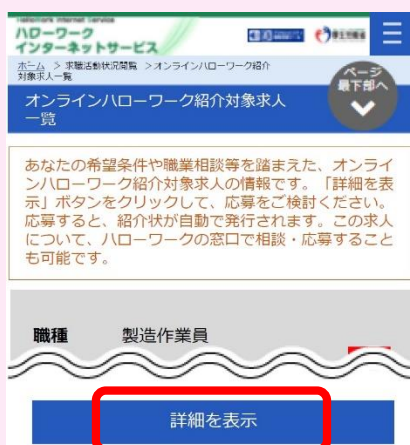 Hellowork Internet Service
ハローワーク
インターネットサービス
ホーム > 求職活動状況閲覧 >オンラインハローワーク紹介
対象求人一覧
ページ
最下部へ
オンラインハローワーク紹介対象求人
一覧
あなたの希望条件や職業相談等を踏まえた、オンライ
ンハローワーク紹介対象求人の情報です。「詳細を表
示」ボタンをクリックして、応募をご検討ください。
応募すると、紹介状が自動で発行されます。この求人
について、ハローワークの窓口で相談・応募すること
も可能です。
職種 製造作業員
詳細を表示